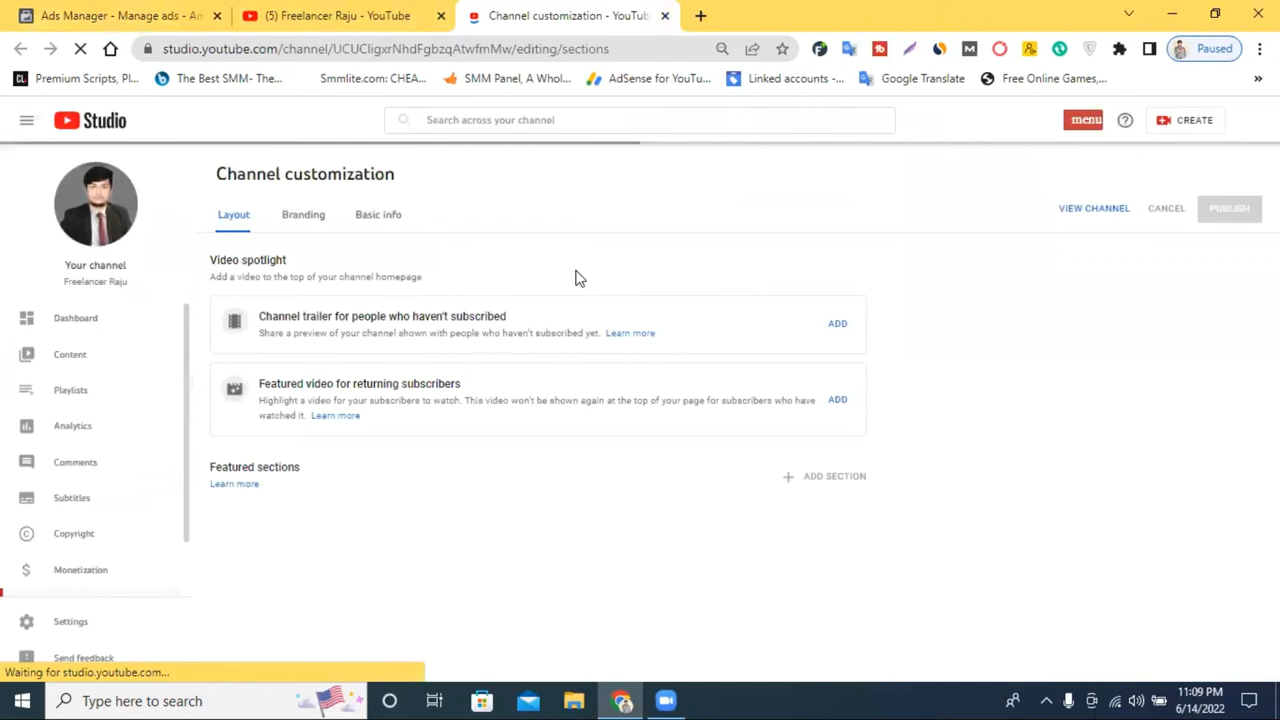 Ads Manager - Manage ads - Ad
(5) Freelancer Raju - YouTube
Channel customization - YouTub
studio.youtube.com/channel/UCUCIigxrNhdFgbzqAtwfmMw/editing/sections
Paused
Premium Scripts, Pl...
The Best SMM- The...
Smmlite.com: CHEA...
SMM Panel, A Whol...
AdSense for YouTu...
Linked accounts -...
Google Translate
Free Online Games,...
Studio
Search across your channel
menu
CREATE
Channel customization
Layout
Branding
Basic info
VIEW CHANNEL
CANCEL
PUBLISH
Your channel
Freelancer Raju
Dashboard
Content
Playlists
Analytics
Comments
Subtitles
Copyright
Monetization
Settings
Send feedback
Video spotlight
Add a video to the top of your channel homepage
Channel trailer for people who haven't subscribed
Share a preview of your channel ahown with people who haven't subscribed yet. Learn more
ADD
Featured video for returning subscribers
Highlight a video for your subscribers to watch. This video won't be shown again at the top of your page for subscribers who have
watched it. Learn more
ADD
Featured sections
Learn more
ADD SECTION
Waiting for studio.youtube.com...
Type here to search
11:09 PM
6/14/2022